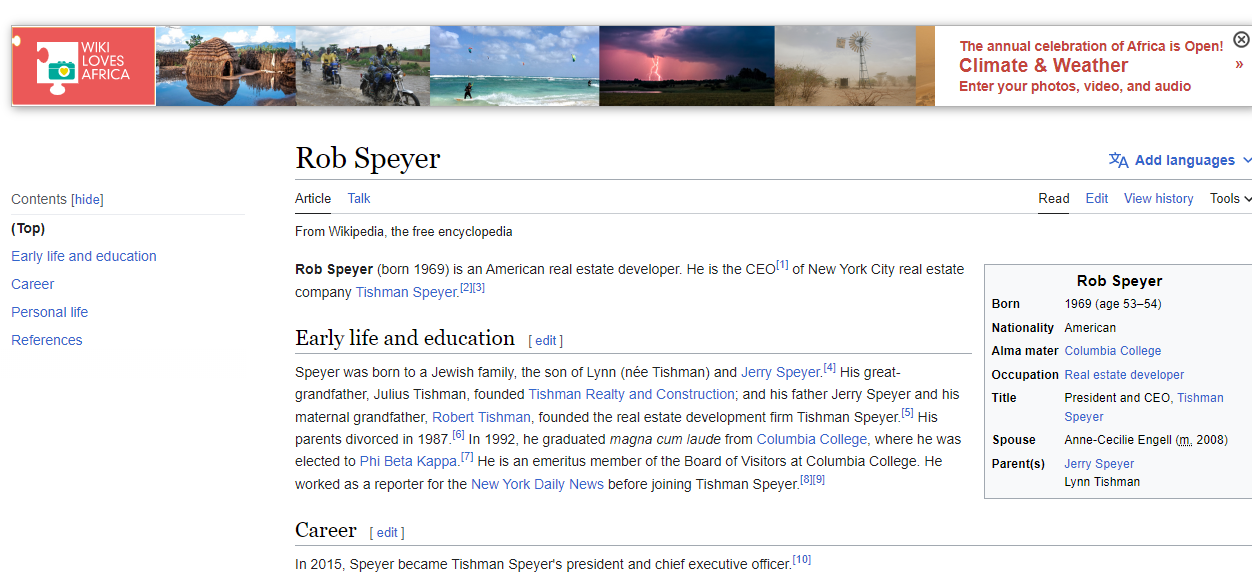 WIKI
LOVES
AFRICA
The annual celebration of Africa is Open!
Climate & Weather
Enter your photos, video, and audio
»
Rob Speyer
Add languages
Contents [hide]
(Top)
Early life and education
Career
Personal life
References
Article Talk
Read Edit View history Tools
From Wikipedia, the free encyclopedia
Rob Speyer (born 1969) is an American real estate developer. He is the CEO[1] of New York City real estate
company Tishman Speyer.[2][3]
Early life and education [ edit ]
Speyer was born to a Jewish family, the son of Lynn (née Tishman) and Jerry Speyer.[4] His great-
grandfather, Julius Tishman, founded Tishman Realty and Construction; and his father Jerry Speyer and his
maternal grandfather, Robert Tishman, founded the real estate development firm Tishman Speyer.[5] His
parents divorced in 1987.[6] In 1992, he graduated magna cum laude from Columbia College, where he was
elected to Phi Beta Kappa.[7] He is an emeritus member of the Board of Visitors at Columbia College. He
worked as a reporter for the New York Daily News before joining Tishman Speyer.[8][9]
Career [ edit ]
In 2015, Speyer became Tishman Speyer's president and chief executive officer.[10]
Rob Speyer
Born 1969 (age 53–54)
Nationality American
Alma mater Columbia College
Occupation Real estate developer
Title President and CEO, Tishman
Speyer
Spouse Anne-Cecilie Engell (m. 2008)
Parent(s) Jerry Speyer
Lynn Tishman